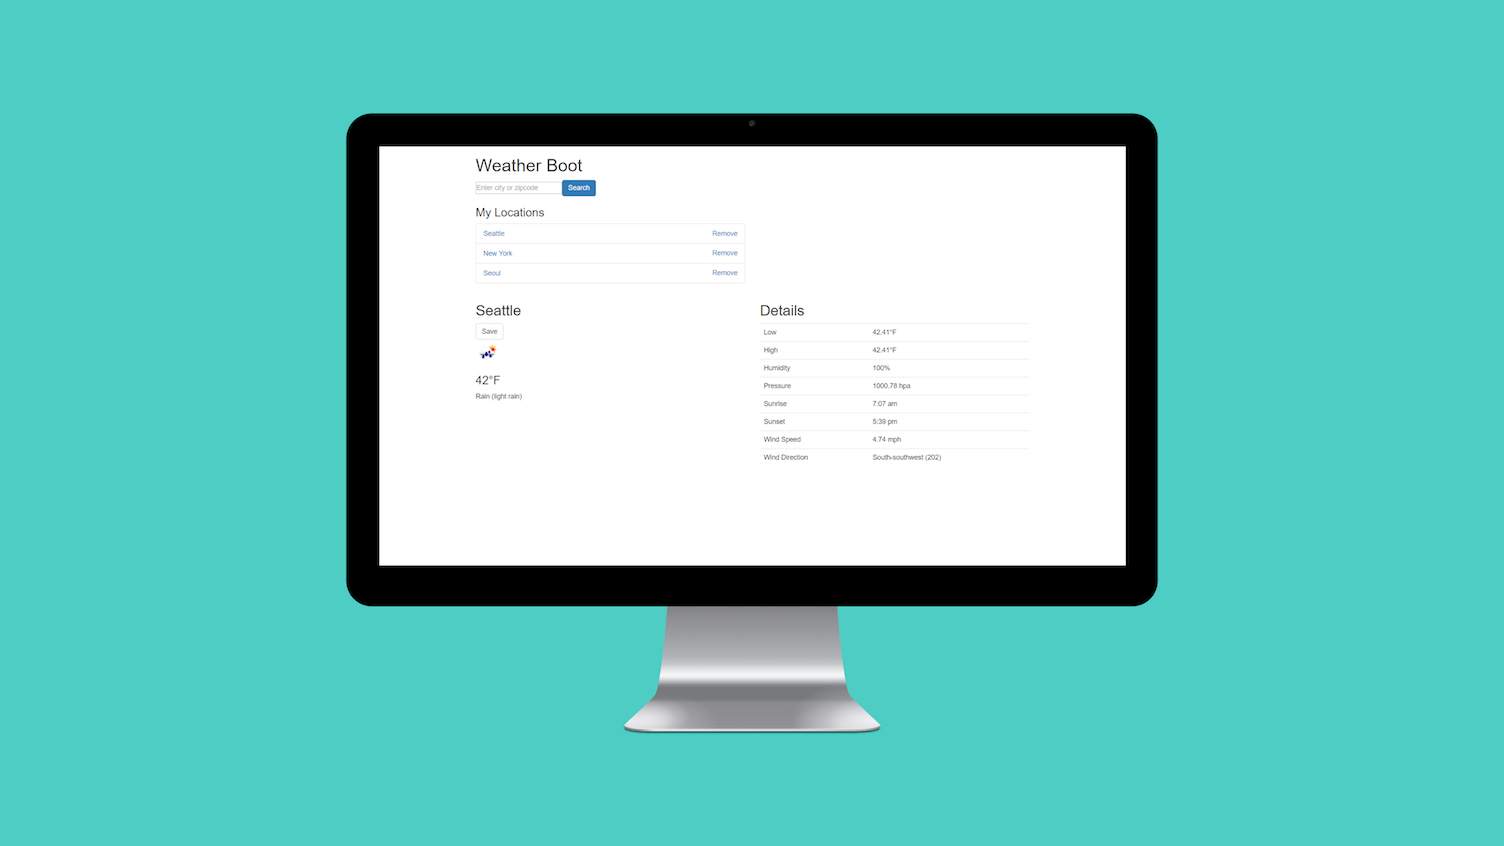 Weather Boot
Enter city or zipcode Search
My Locations
Seattle Remove
New York Remove
Seoul Remove
Seattle
Save
42°F
Rain (light rain)
Details
Low 42.41°F
High 42.41°F
Humidity 100%
Pressure 1000.78 hpa
Sunrise 7:07 am
Sunset 5:39 pm
Wind Speed 4.74 mph
Wind Direction South-southwest (202)